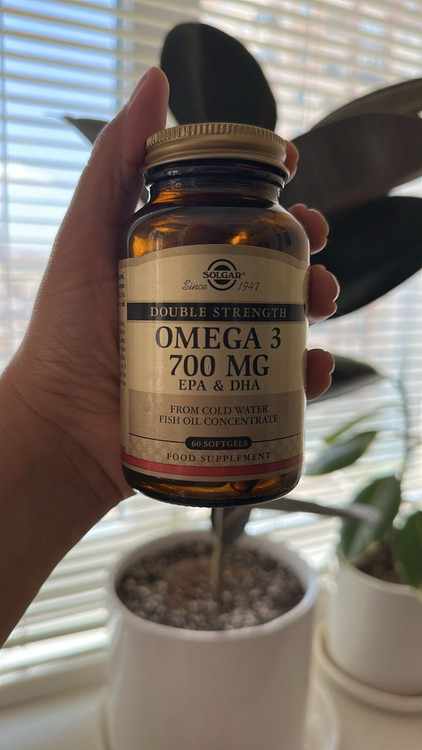 SOLGAR®
Since 1947
DOUBLE STRENGTH
OMEGA 3
700 MG
EPA & DHA
FROM COLD WATER
FISH OIL CONCENTRATE
60 SOFTGELS
FOOD SUPPLEMENT